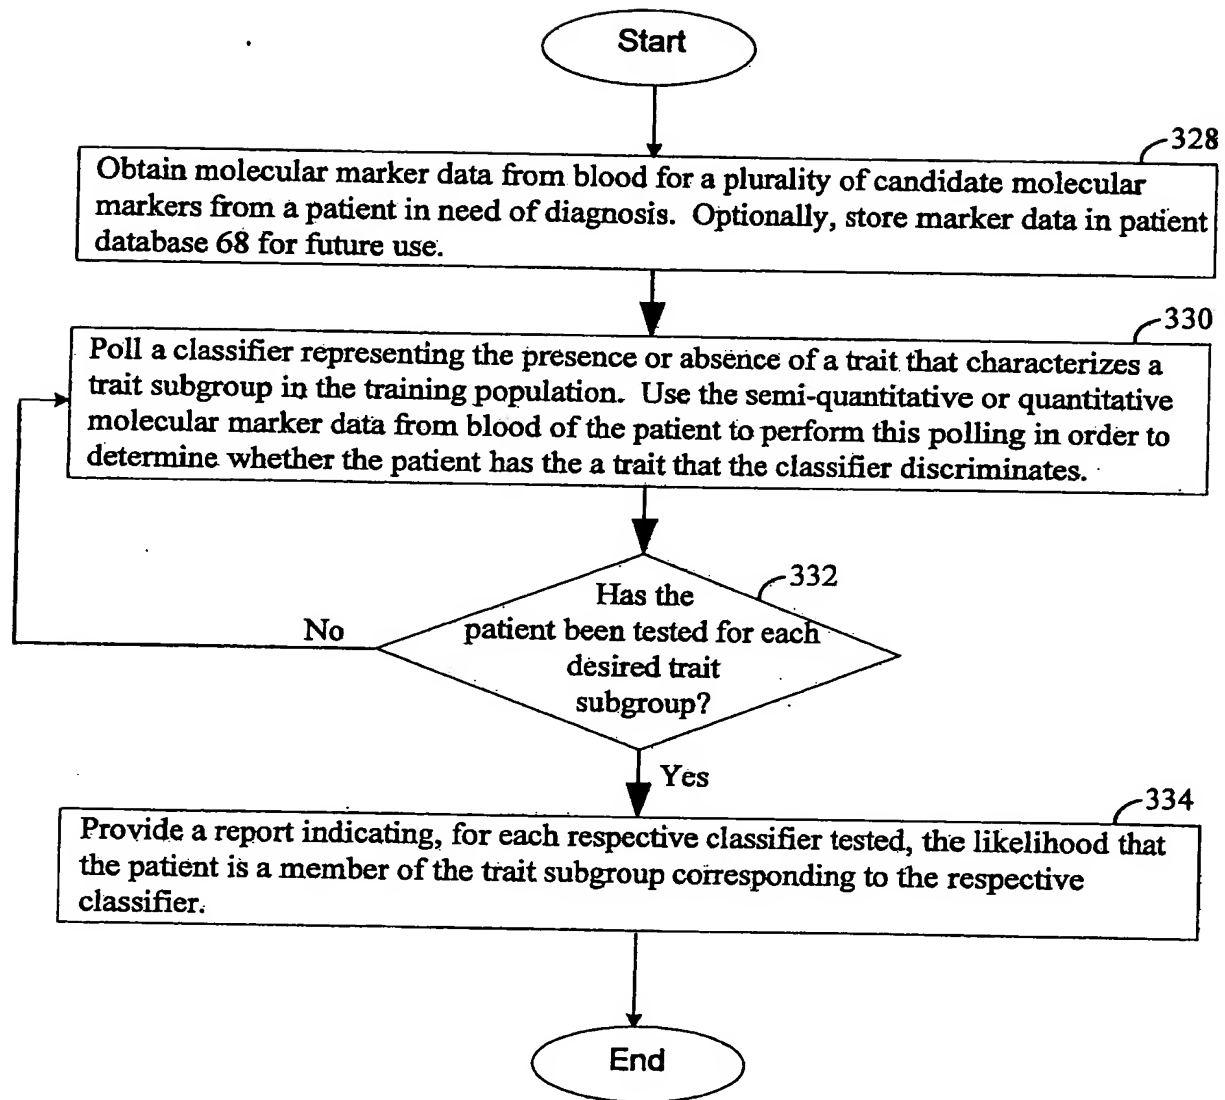 Start
328
Obtain molecular marker data from blood for a plurality of candidate molecular
markers from a patient in need of diagnosis. Optionally, store marker data in patient
database 68 for future use.
330
Poll a classifier representing the presence or absence of a trait that characterizes a
trait subgroup in the training population. Use the semi-quantitative or quantitative
molecular marker data from blood of the patient to perform this polling in order to
determine whether the patient has the a trait that the classifier discriminates.
332
Has the
patient been tested for each
desired trait
subgroup?
No
Yes
334
Provide a report indicating, for each respective classifier tested, the likelihood that
the patient is a member of the trait subgroup corresponding to the respective
classifier.
End